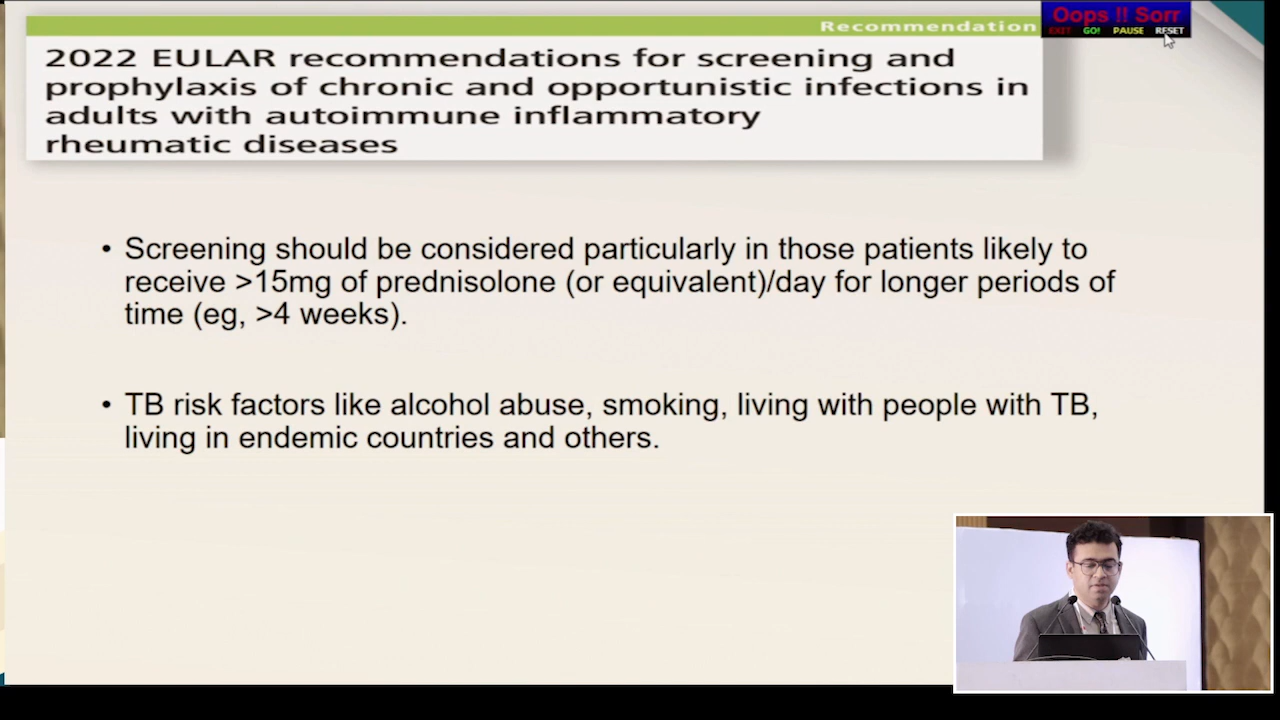 Recommendation
Oops !! Sorr
EXIT GO! PAUSE RESET
2022 EULAR recommendations for screening and
prophylaxis of chronic and opportunistic infections in
adults with autoimmune inflammatory
rheumatic diseases
• Screening should be considered particularly in those patients likely to
receive >15mg of prednisolone (or equivalent)/day for longer periods of
time (eg, >4 weeks).
• TB risk factors like alcohol abuse, smoking, living with people with TB,
living in endemic countries and others.